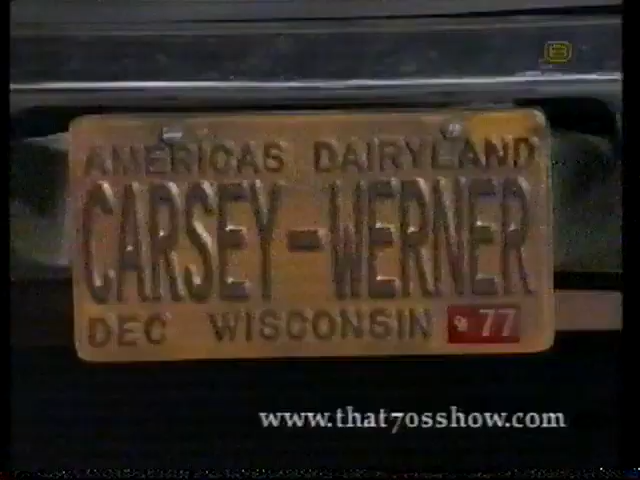 AMERICAS DAIRYLAND
CARSEY-WERNER
DEC WISCONSIN 77
www.that70sshow.com